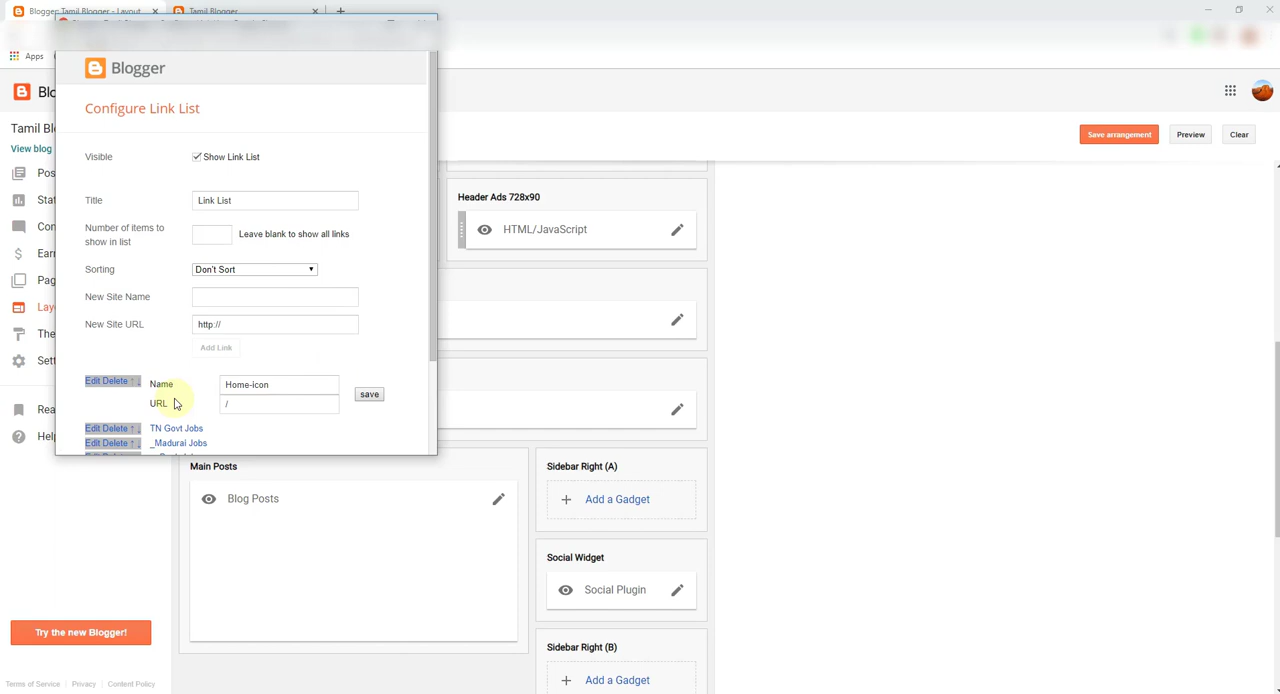 Blogger: Tamil Blogger - Layout
Tamil Blogger
Apps
Blogger
Configure Link List
Visible
Show Link List
Title
Link List
Number of items to show in list
Leave blank to show all links
Sorting
Don't Sort
New Site Name
New Site URL
http://
Add Link
Edit Delete ↑ ↓
Name
Home-icon
URL
/
save
Edit Delete ↑ ↓ TN Govt Jobs
Edit Delete ↑ ↓ _Madurai Jobs
Tamil Bl
View blog
Pos
Sta
Con
Earn
Pag
Lay
The
Sett
Rea
Help
Try the new Blogger!
Terms of Service | Privacy | Content Policy
Save arrangement
Preview
Clear
Header Ads 728x90
HTML/JavaScript
Main Posts
Blog Posts
Sidebar Right (A)
+ Add a Gadget
Social Widget
Social Plugin
Sidebar Right (B)
+ Add a Gadget